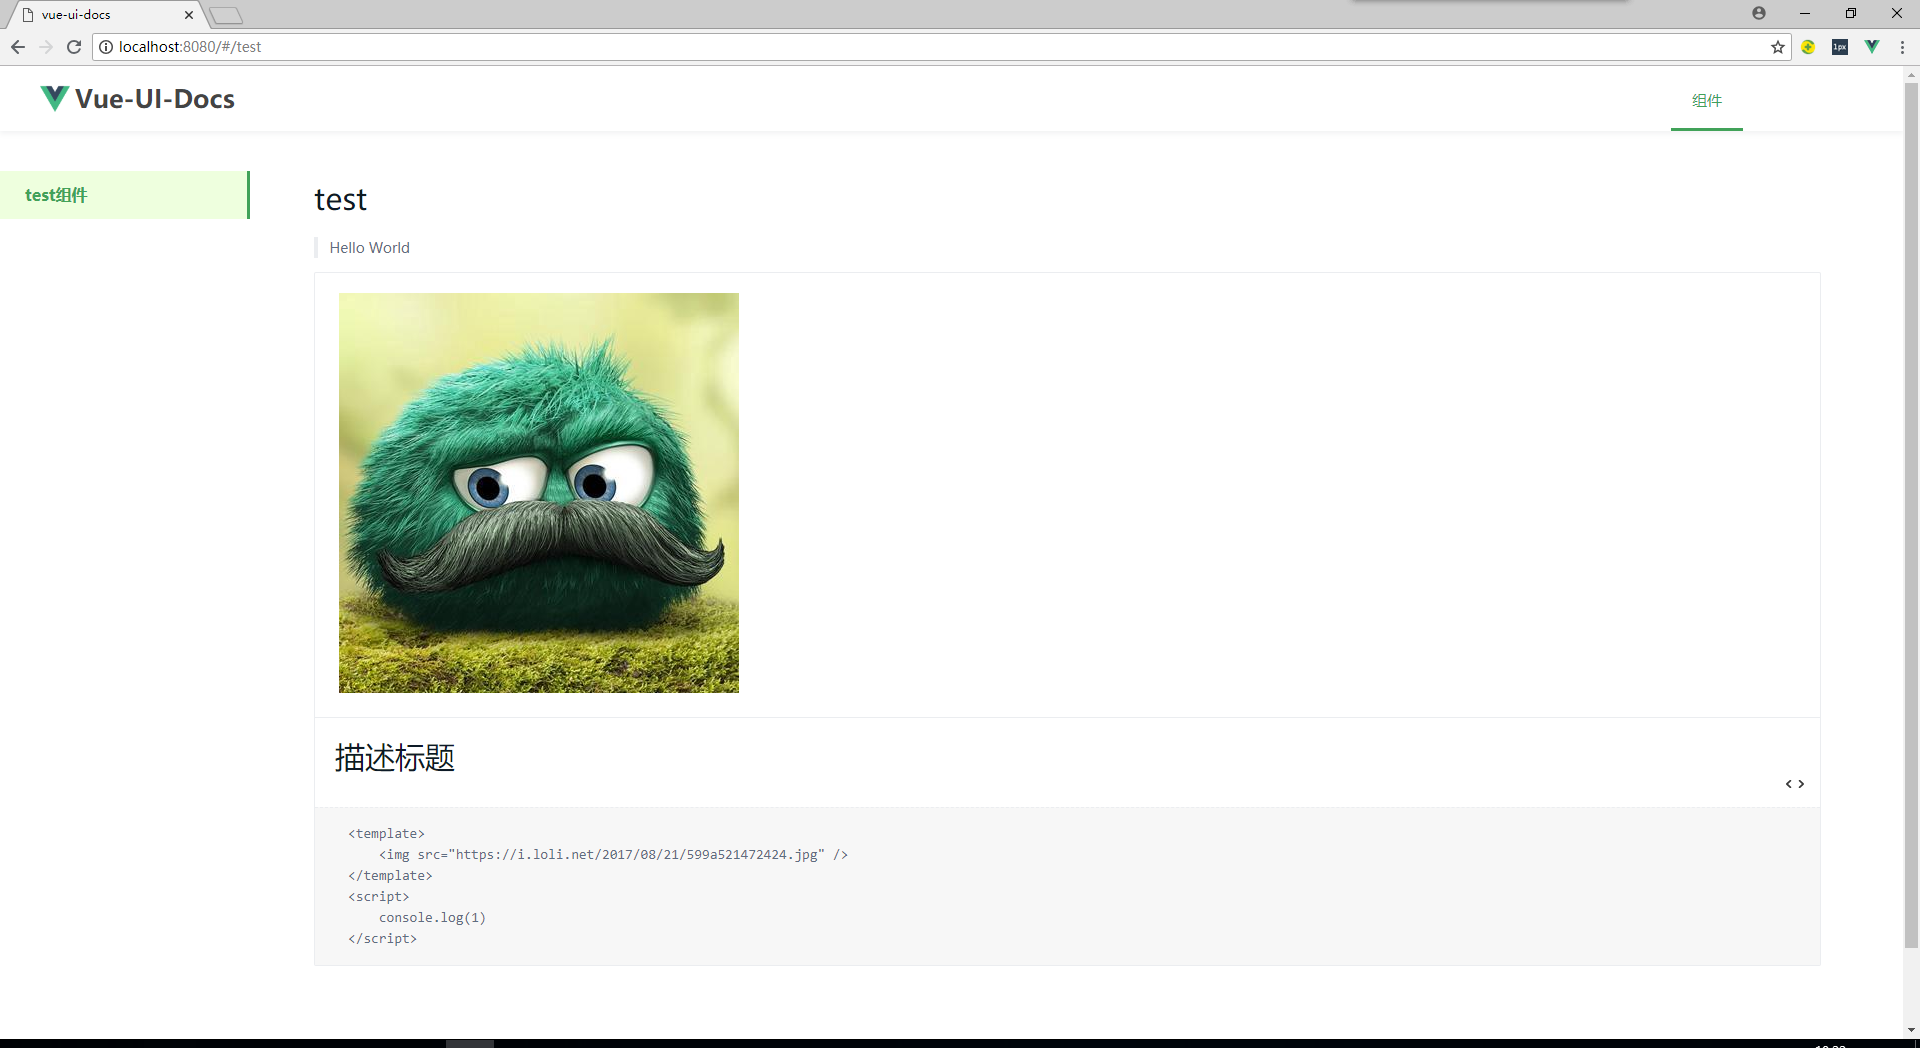 vue-ui-docs
localhost:8080/#/test
1px
Vue-UI-Docs
组件
test组件
test
Hello World
描述标题
< >
<template>
    <img src="https://i.loli.net/2017/08/21/599a521472424.jpg" />
</template>
<script>
    console.log(1)
</script>